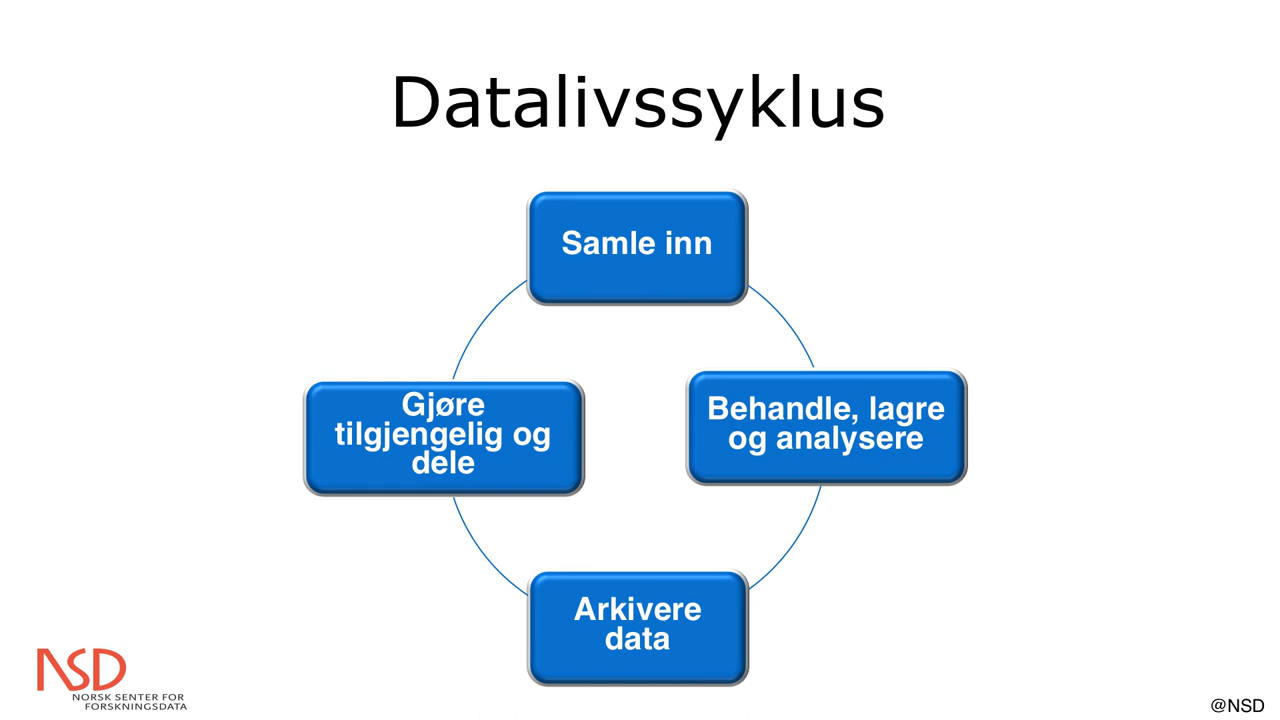 Datalivssyklus
Samle inn
Behandle, lagre
og analysere
Arkivere
data
Gjøre
tilgjengelig og
dele
NSD
NORSK SENTER FOR
FORSKNINGSDATA
@NSD